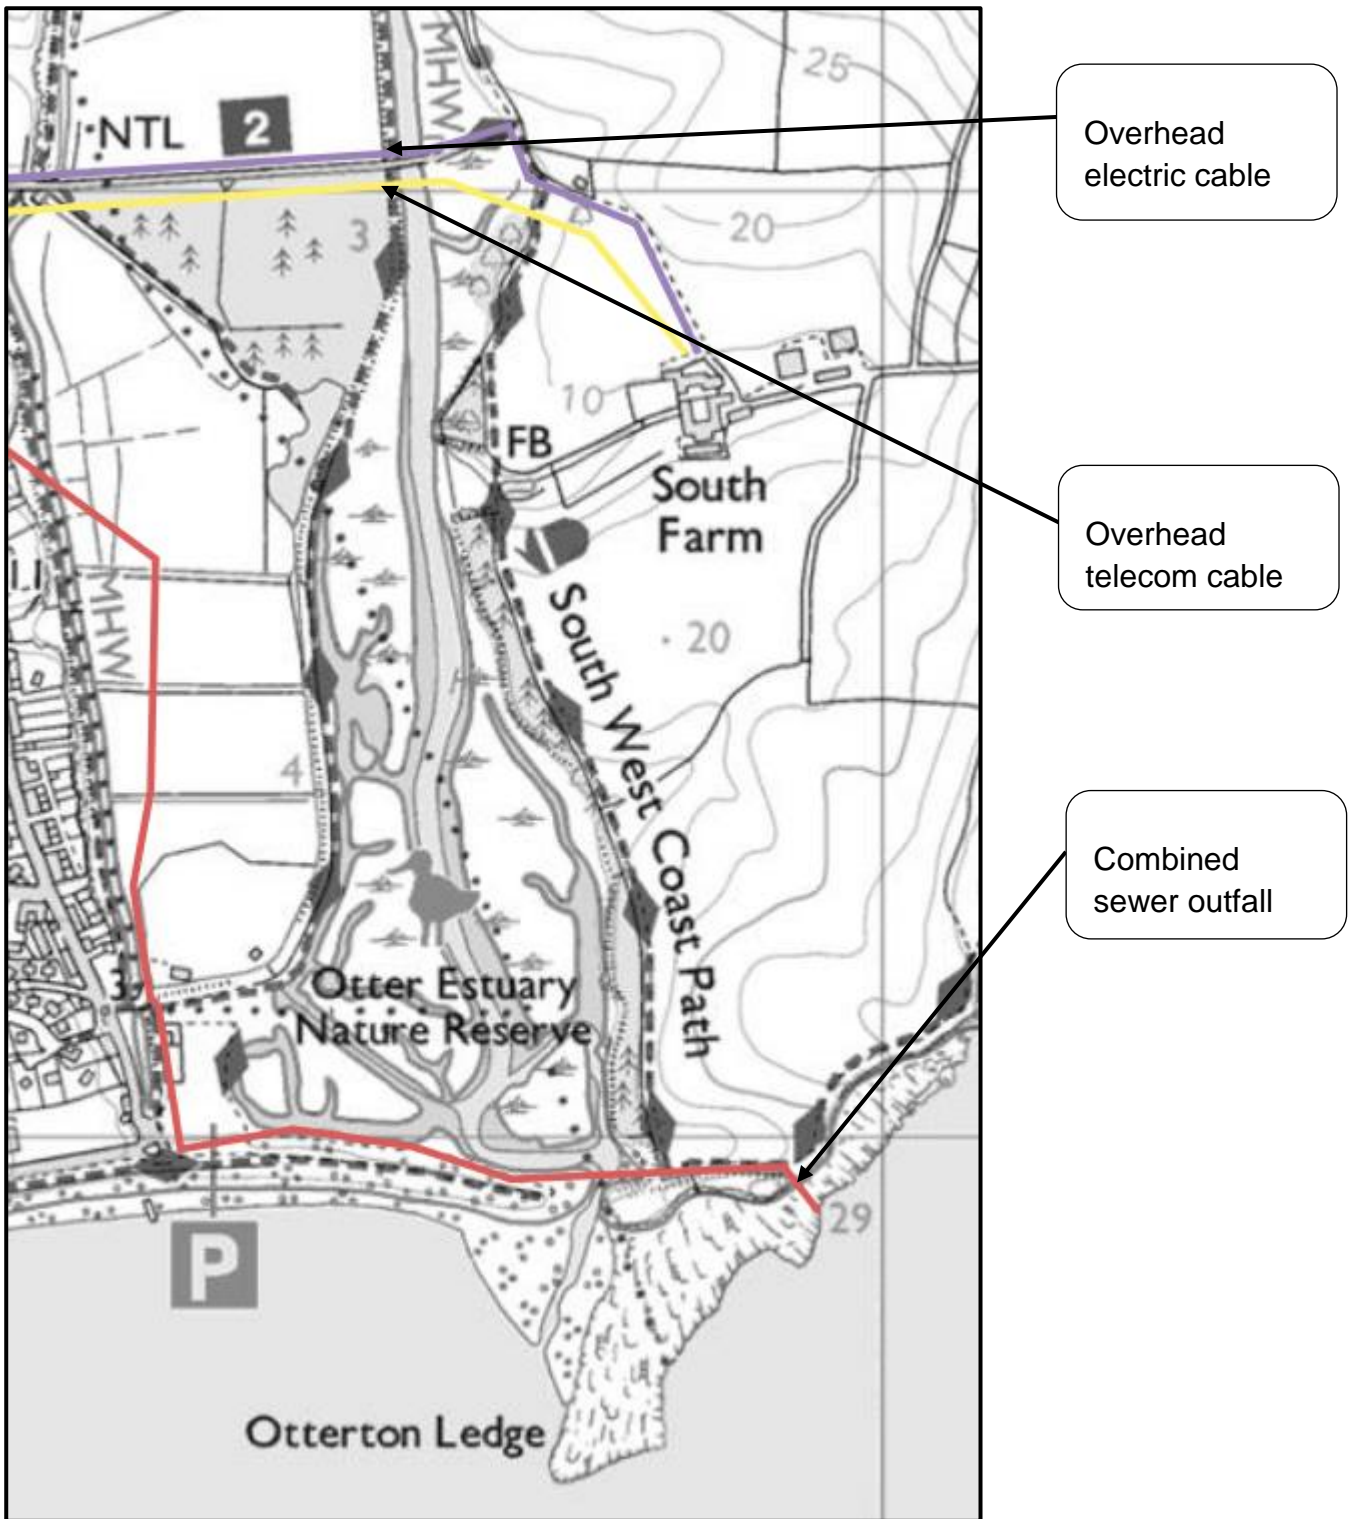 MHW
25
NTL
2
Overhead
electric cable
3
20
10
FB
South
Farm
Overhead
telecom cable
MHW
South West Coast Path
20
4
Combined
sewer outfall
3
Otter Estuary
Nature Reserve
29
P
Otterton Ledge